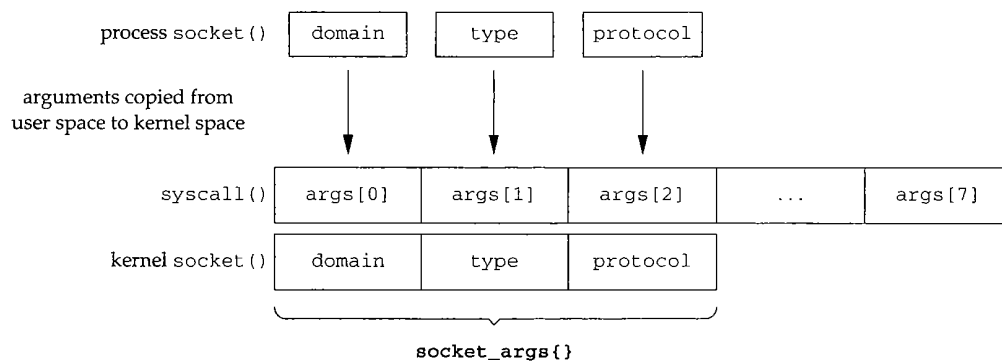 process socket() domain type protocol
arguments copied from
user space to kernel space
syscall() args[0] args[1] args[2] ... args[7]
kernel socket() domain type protocol
socket_args{}